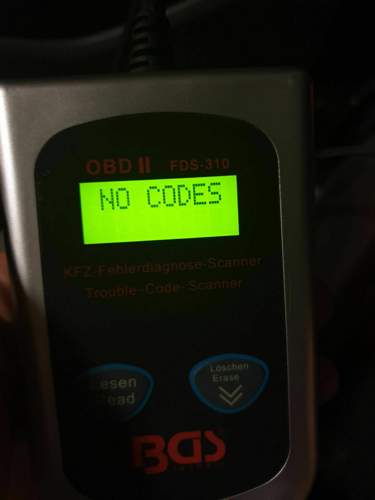 OBD II FDS-310
NO CODES
KFZ-Fehlerdiagnose-Scanner
Trouble-Code-Scanner
Lesen
Read
Löschen
Erase
BGS